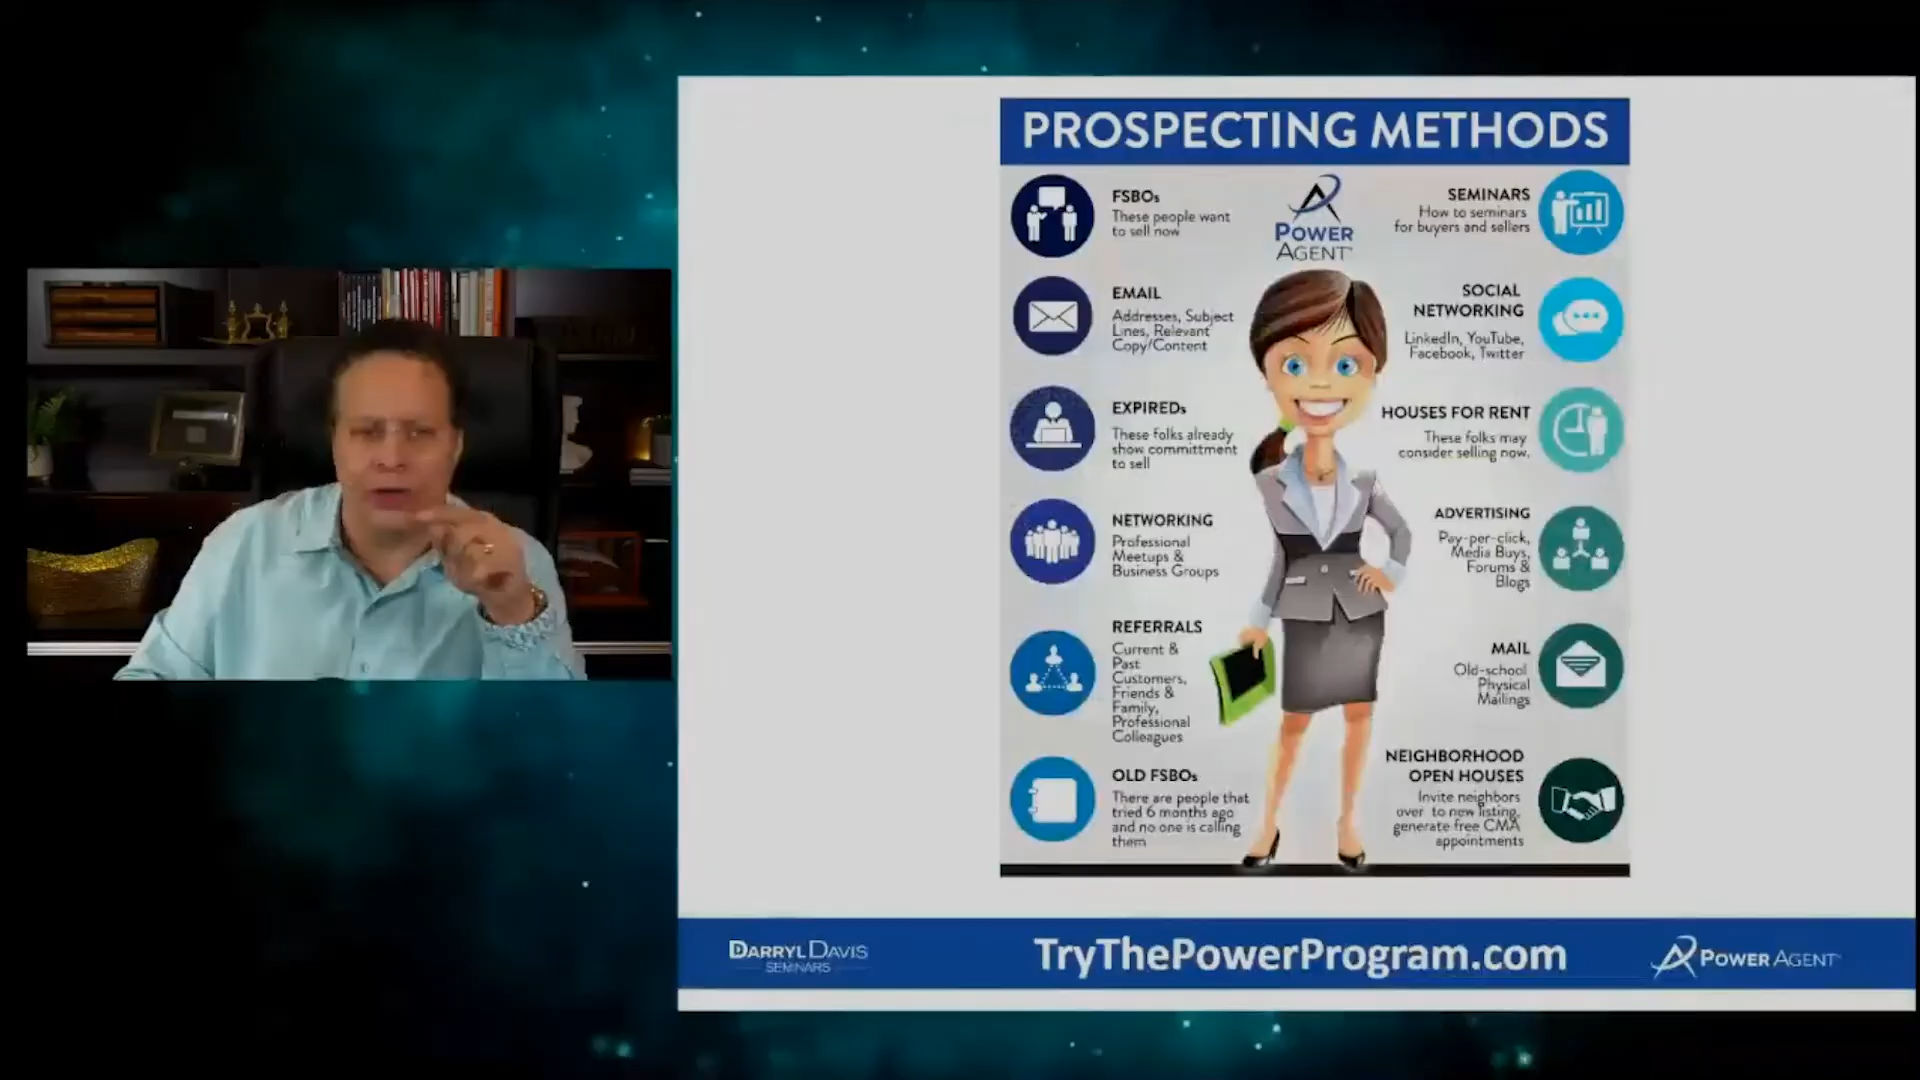 PROSPECTING METHODS
FSBOs
These people want
to sell now
EMAIL
Addresses, Subject
Lines, Relevant
Copy/Content
EXPIREDs
These folks already
show committment
to sell
NETWORKING
Professional
Meetups &
Business Groups
REFERRALS
Current &
Past
Customers,
Friends &
Family,
Professional
Colleagues
OLD FSBOs
There are people that
tried 6 months ago
and no one is calling
them
POWER
AGENT
SEMINARS
How to seminars
for buyers and sellers
SOCIAL
NETWORKING
LinkedIn, YouTube,
Facebook, Twitter
HOUSES FOR RENT
These folks may
consider selling now.
ADVERTISING
Pay-per-click,
Media Buys,
Forums &
Blogs
MAIL
Old-school
Physical
Mailings
NEIGHBORHOOD
OPEN HOUSES
Invite neighbors
over to new listing,
generate free CMA
appointments
DARRYL DAVIS
SEMINARS
TryThePowerProgram.com
POWER AGENT